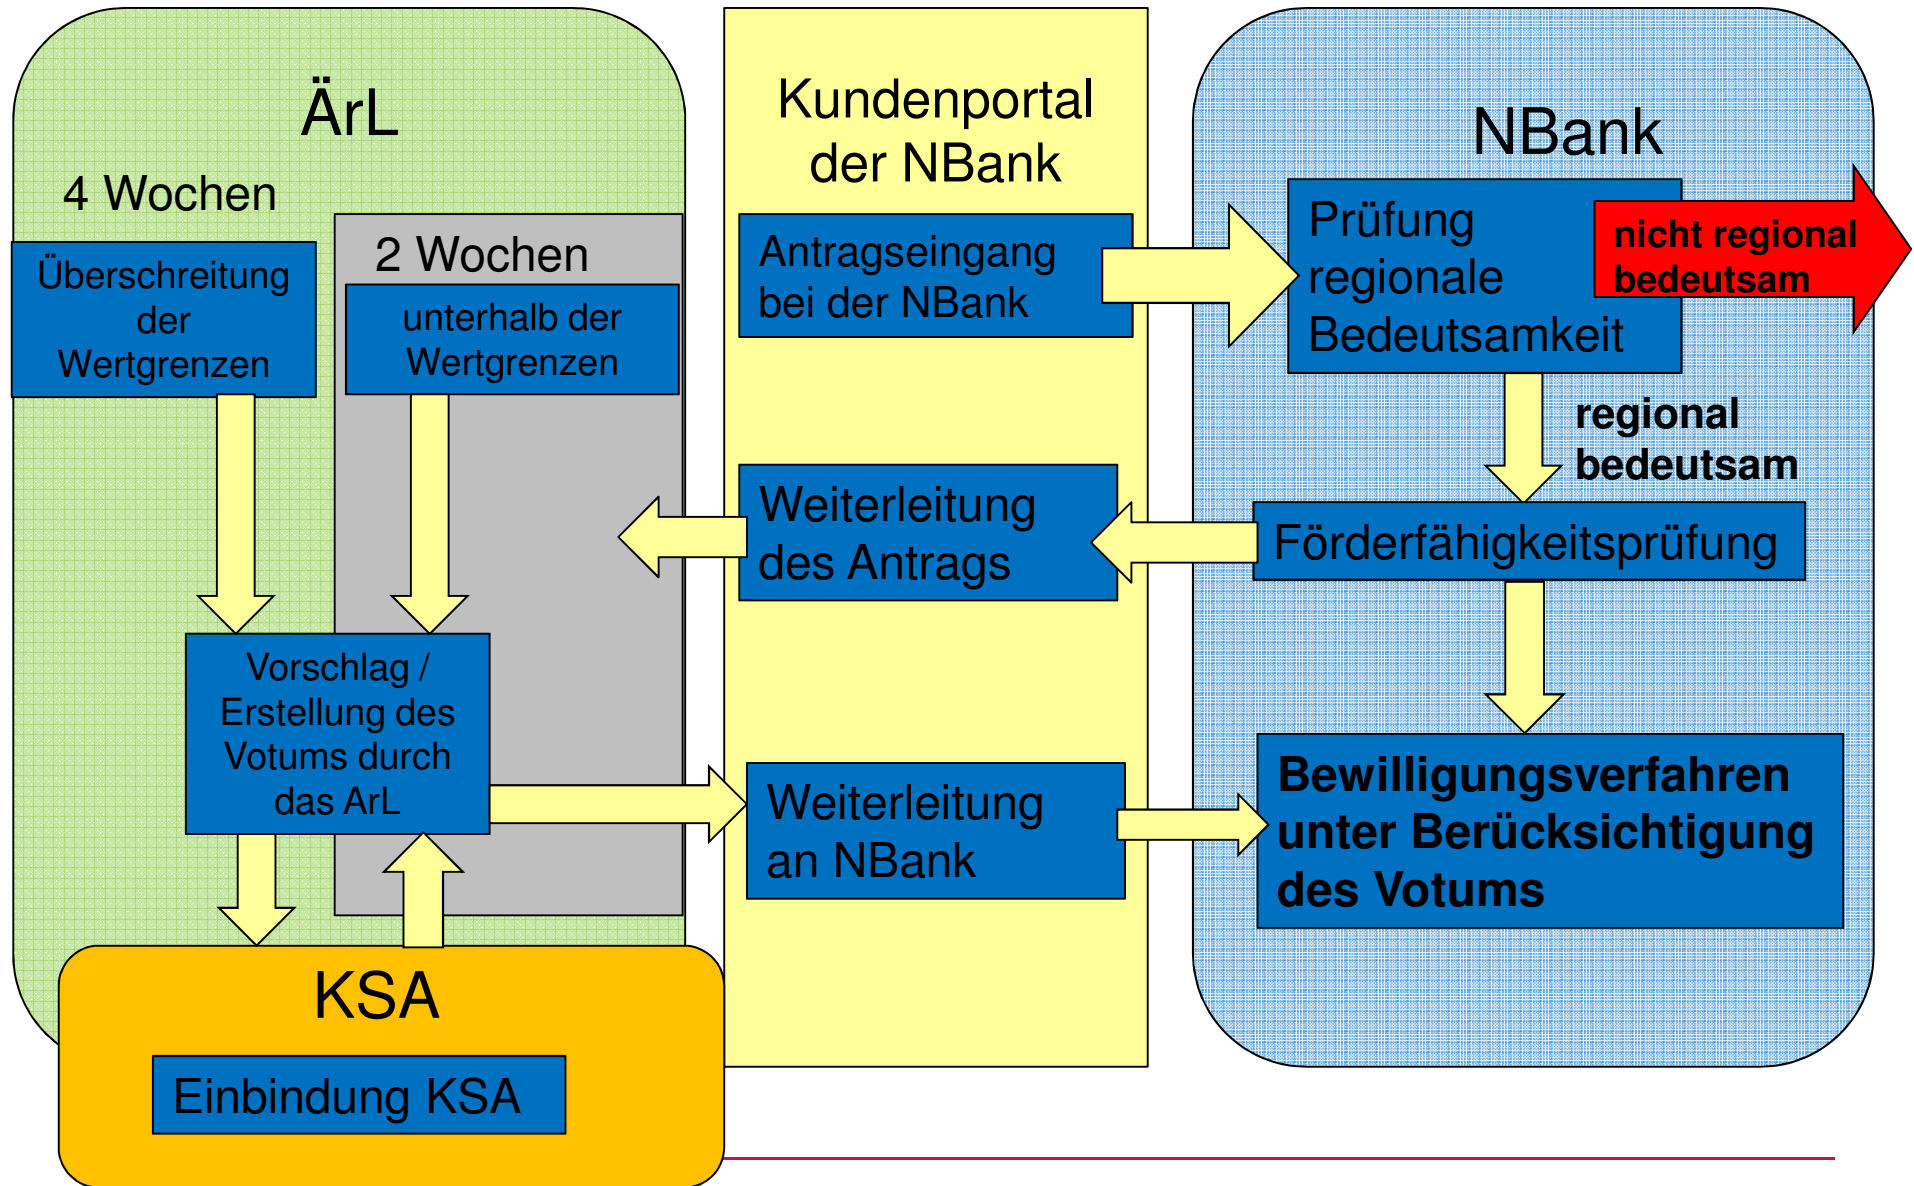 ÄrL
4 Wochen
Überschreitung
der
Wertgrenzen
2 Wochen
unterhalb der
Wertgrenzen
Vorschlag /
Erstellung des
Votums durch
das ArL
KSA
Einbindung KSA
Kundenportal
der NBank
Antragseingang
bei der NBank
Weiterleitung
des Antrags
Weiterleitung
an NBank
NBank
Prüfung
regionale
Bedeutsamkeit
nicht regional
bedeutsam
regional
bedeutsam
Förderfähigkeitsprüfung
Bewilligungsverfahren
unter Berücksichtigung
des Votums